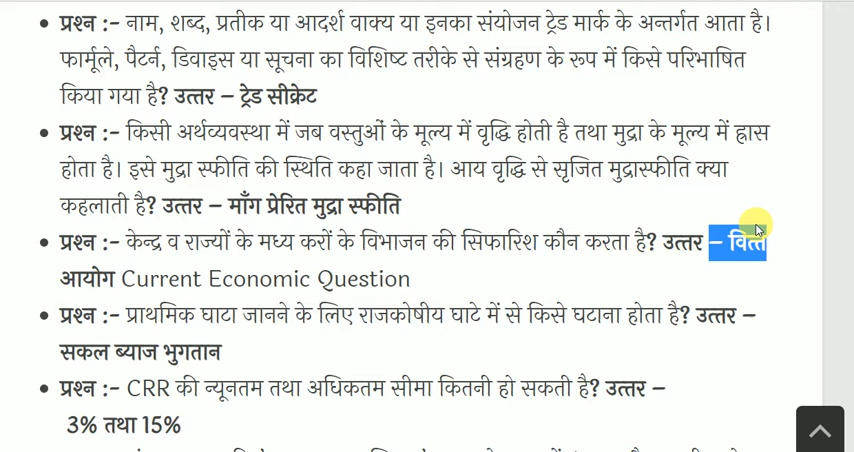 • प्रश्न :- नाम, शब्द, प्रतीक या आदर्श वाक्य या इनका संयोजन ट्रेड मार्क के अन्तर्गत आता है।
फार्मूले, पैटर्न, डिवाइस या सूचना का विशिष्ट तरीके से संग्रहण के रूप में किसे परिभाषित
किया गया है? उत्तर – ट्रेड सीक्रेट
• प्रश्न :- किसी अर्थव्यवस्था में जब वस्तुओं के मूल्य में वृद्धि होती है तथा मुद्रा के मूल्य में ह्रास
होता है। इसे मुद्रा स्फीति की स्थिति कहा जाता है। आय वृद्धि से सृजित मुद्रास्फीति क्या
कहलाती है? उत्तर – माँग प्रेरित मुद्रा स्फीति
• प्रश्न :- केन्द्र व राज्यों के मध्य करों के विभाजन की सिफारिश कौन करता है? उत्तर – वित्त
आयोग Current Economic Question
• प्रश्न :- प्राथमिक घाटा जानने के लिए राजकोषीय घाटे में से किसे घटाना होता है? उत्तर –
सकल ब्याज भुगतान
• प्रश्न :- CRR की न्यूनतम तथा अधिकतम सीमा कितनी हो सकती है? उत्तर –
3% तथा 15%